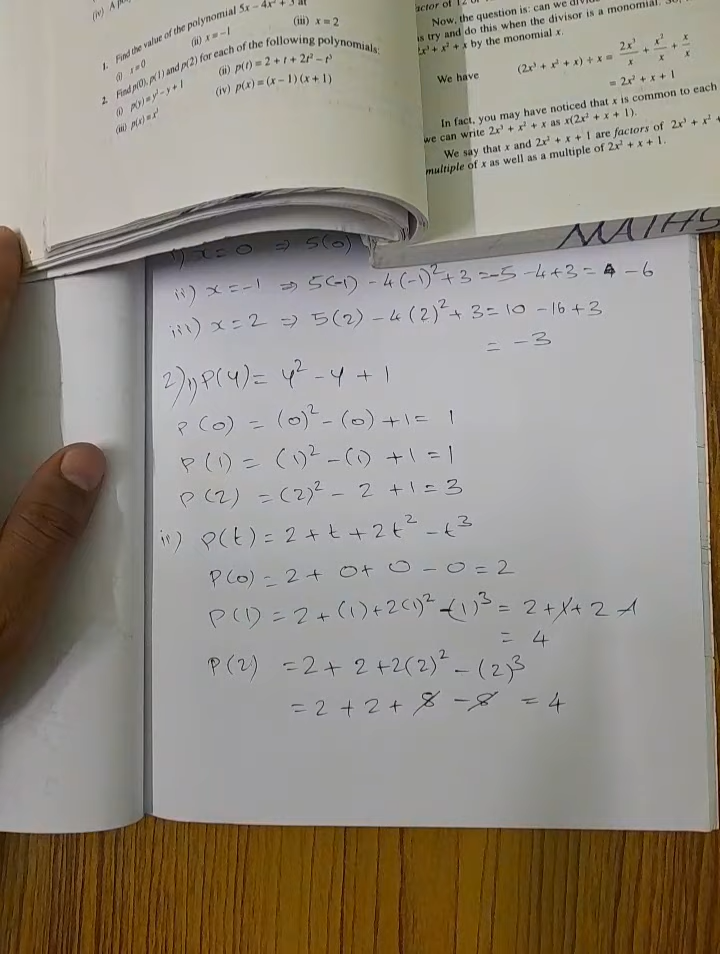 (iv) A
1. Find the value of the polynomial 5x – 4x² + 3 at
(i) x = 0 (ii) x = –1 (iii) x = 2
2. Find p(0), p(1) and p(2) for each of the following polynomials:
(i) p(y) = y² – y + 1 (ii) p(t) = 2 + t + 2t² – t³
(iii) p(x) = x³ (iv) p(x) = (x – 1) (x + 1)
Now, the question is: can we
try and do this when the divisor is a monomial.
+ x² + x by the monomial x.
We have (2x³ + x² + x) ÷ x = 2x³/x + x²/x + x/x
= 2x² + x + 1
In fact, you may have noticed that x is common to each
we can write 2x³ + x² + x as x(2x² + x + 1).
We say that x and 2x² + x + 1 are factors of 2x³ + x² +
multiple of x as well as a multiple of 2x² + x + 1.
MATHS
i) x = 0 ⇒ 5(0)
ii) x = -1 ⇒ 5(-1) - 4(-1)² + 3 = -5 - 4 + 3 = -6
iii) x = 2 ⇒ 5(2) - 4(2)² + 3 = 10 - 16 + 3
= -3
2) i) P(y) = y² - y + 1
P(0) = (0)² - (0) + 1 = 1
P(1) = (1)² - (1) + 1 = 1
P(2) = (2)² - 2 + 1 = 3
ii) P(t) = 2 + t + 2t² - t³
P(0) = 2 + 0 + 0 - 0 = 2
P(1) = 2 + (1) + 2(1)² - (1)³ = 2 + 1 + 2 - 1
= 4
P(2) = 2 + 2 + 2(2)² - (2)³
= 2 + 2 + 8 - 8 = 4